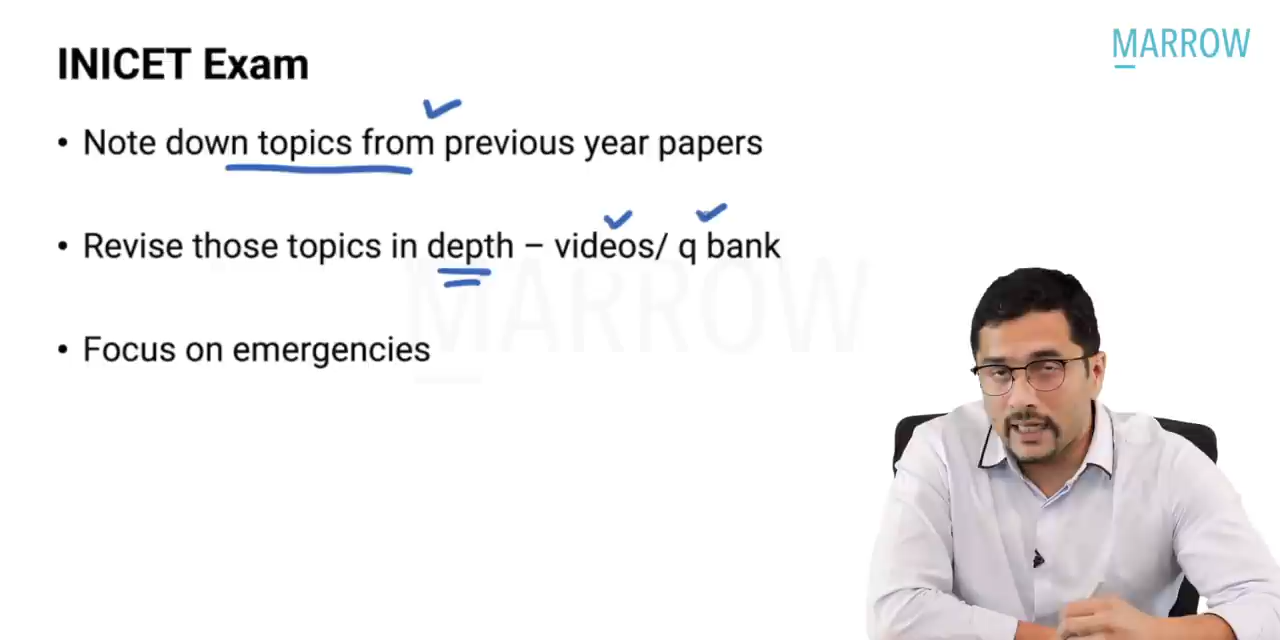 INICET Exam
MARROW
• Note down topics from previous year papers
• Revise those topics in depth – videos/ q bank
MARROW
• Focus on emergencies